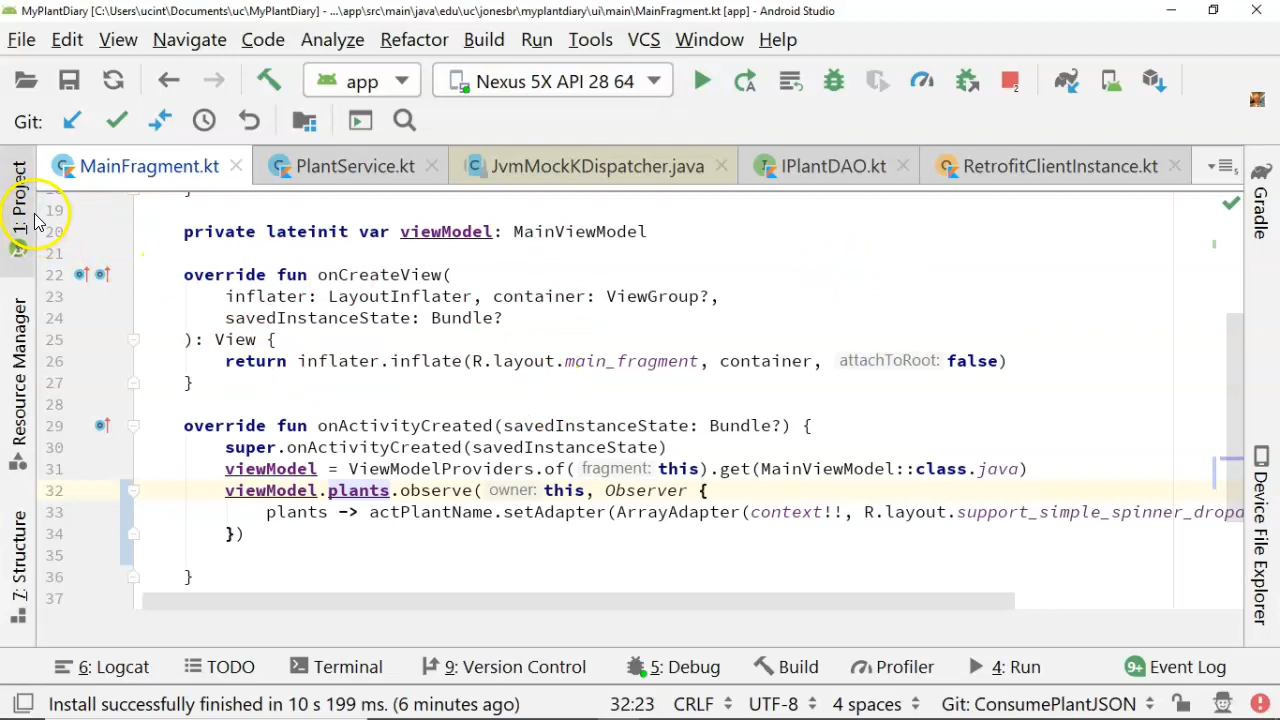 MyPlantDiary [C:\Users\ucint\Documents\uc\MyPlantDiary] - ...\app\src\main\java\edu\uc\jonesbr\myplantdiary\ui\main\MainFragment.kt [app] - Android Studio
File Edit View Navigate Code Analyze Refactor Build Run Tools VCS Window Help
app Nexus 5X API 28 64 2
Git:
MainFragment.kt PlantService.kt JvmMockKDispatcher.java IPlantDAO.kt RetrofitClientInstance.kt
1: Project
Resource Manager
7: Structure
Gradle
Device File Explorer
19
20 private lateinit var viewModel: MainViewModel
21
22 override fun onCreateView(
23 inflater: LayoutInflater, container: ViewGroup?,
24 savedInstanceState: Bundle?
25 ): View {
26 return inflater.inflate(R.layout.main_fragment, container, attachToRoot: false)
27 }
28
29 override fun onActivityCreated(savedInstanceState: Bundle?) {
30 super.onActivityCreated(savedInstanceState)
31 viewModel = ViewModelProviders.of( fragment: this).get(MainViewModel::class.java)
32 viewModel.plants.observe( owner: this, Observer {
33 plants -> actPlantName.setAdapter(ArrayAdapter(context!!, R.layout.support_simple_spinner_dropd
34 })
35
36 }
37
6: Logcat TODO Terminal 9: Version Control 5: Debug Build Profiler 4: Run 9+ Event Log
Install successfully finished in 10 s 199 ms. (6 minutes ago) 32:23 CRLF UTF-8 4 spaces Git: ConsumePlantJSON